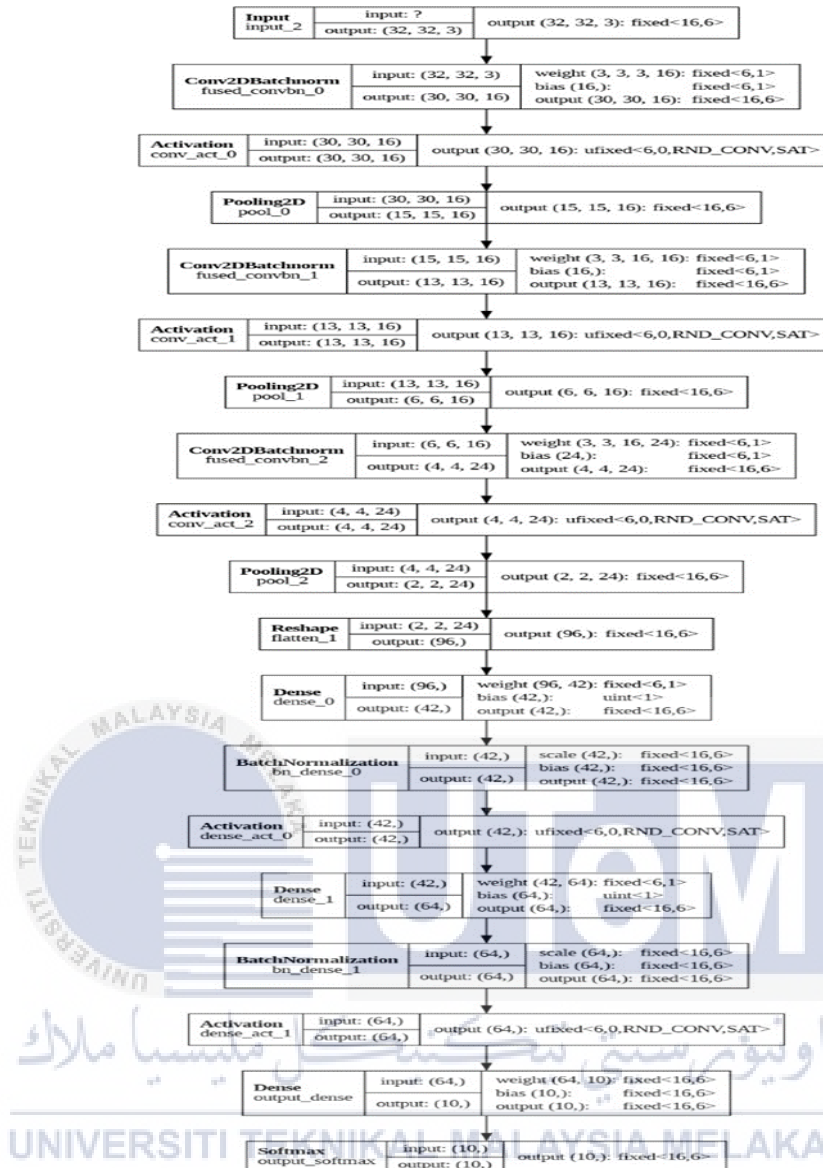 Input
input_2
input: ?
output: (32, 32, 3)
output (32, 32, 3): fixed<16,6>
Conv2DBatchnorm
fused_convbn_0
input: (32, 32, 3)
output: (30, 30, 16)
weight (3, 3, 3, 16): fixed<6,1>
bias (16,): fixed<6,1>
output (30, 30, 16): fixed<16,6>
Activation
conv_act_0
input: (30, 30, 16)
output: (30, 30, 16)
output (30, 30, 16): ufixed<6,0,RND_CONV,SAT>
Pooling2D
pool_0
input: (30, 30, 16)
output: (15, 15, 16)
output (15, 15, 16): fixed<16,6>
Conv2DBatchnorm
fused_convbn_1
input: (15, 15, 16)
output: (13, 13, 16)
weight (3, 3, 16, 16): fixed<6,1>
bias (16,): fixed<6,1>
output (13, 13, 16): fixed<16,6>
Activation
conv_act_1
input: (13, 13, 16)
output: (13, 13, 16)
output (13, 13, 16): ufixed<6,0,RND_CONV,SAT>
Pooling2D
pool_1
input: (13, 13, 16)
output: (6, 6, 16)
output (6, 6, 16): fixed<16,6>
Conv2DBatchnorm
fused_convbn_2
input: (6, 6, 16)
output: (4, 4, 24)
weight (3, 3, 16, 24): fixed<6,1>
bias (24,): fixed<6,1>
output (4, 4, 24): fixed<16,6>
Activation
conv_act_2
input: (4, 4, 24)
output: (4, 4, 24)
output (4, 4, 24): ufixed<6,0,RND_CONV,SAT>
Pooling2D
pool_2
input: (4, 4, 24)
output: (2, 2, 24)
output (2, 2, 24): fixed<16,6>
Reshape
flatten_1
input: (2, 2, 24)
output: (96,)
output (96,): fixed<16,6>
Dense
dense_0
input: (96,)
output: (42,)
weight (96, 42): fixed<6,1>
bias (42,): uint<1>
output (42,): fixed<16,6>
BatchNormalization
bn_dense_0
input: (42,)
output: (42,)
scale (42,): fixed<16,6>
bias (42,): fixed<16,6>
output (42,): fixed<16,6>
Activation
dense_act_0
input: (42,)
output: (42,)
output (42,): ufixed<6,0,RND_CONV,SAT>
Dense
dense_1
input: (42,)
output: (64,)
weight (42, 64): fixed<6,1>
bias (64,): uint<1>
output (64,): fixed<16,6>
BatchNormalization
bn_dense_1
input: (64,)
output: (64,)
scale (64,): fixed<16,6>
bias (64,): fixed<16,6>
output (64,): fixed<16,6>
Activation
dense_act_1
input: (64,)
output: (64,)
output (64,): ufixed<6,0,RND_CONV,SAT>
Dense
output_dense
input: (64,)
output: (10,)
weight (64, 10): fixed<16,6>
bias (10,): fixed<16,6>
output (10,): fixed<16,6>
Softmax
output_softmax
input: (10,)
output: (10,)
output (10,): fixed<16,6>
UNIVERSITI TEKNIKAL MALAYSIA MELAKA
UTeM
اونيۏرسيتي تيكنيكل مليسيا ملاك
UNIVERSITI TEKNIKAL MALAYSIA MELAKA